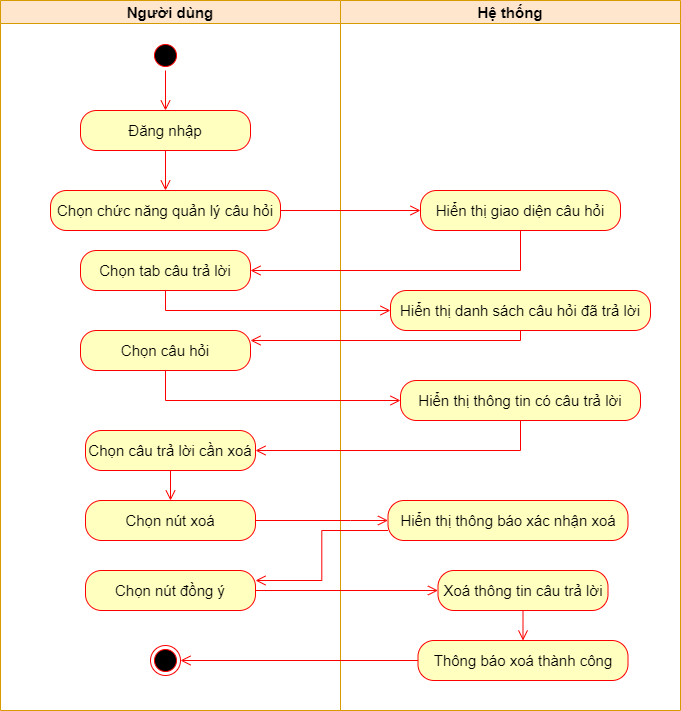 Người dùng
Hệ thống
Đăng nhập
Chọn chức năng quản lý câu hỏi
Hiển thị giao diện câu hỏi
Chọn tab câu trả lời
Hiển thị danh sách câu hỏi đã trả lời
Chọn câu hỏi
Hiển thị thông tin có câu trả lời
Chọn câu trả lời cần xoá
Chọn nút xoá
Hiển thị thông báo xác nhận xoá
Chọn nút đồng ý
Xoá thông tin câu trả lời
Thông báo xoá thành công